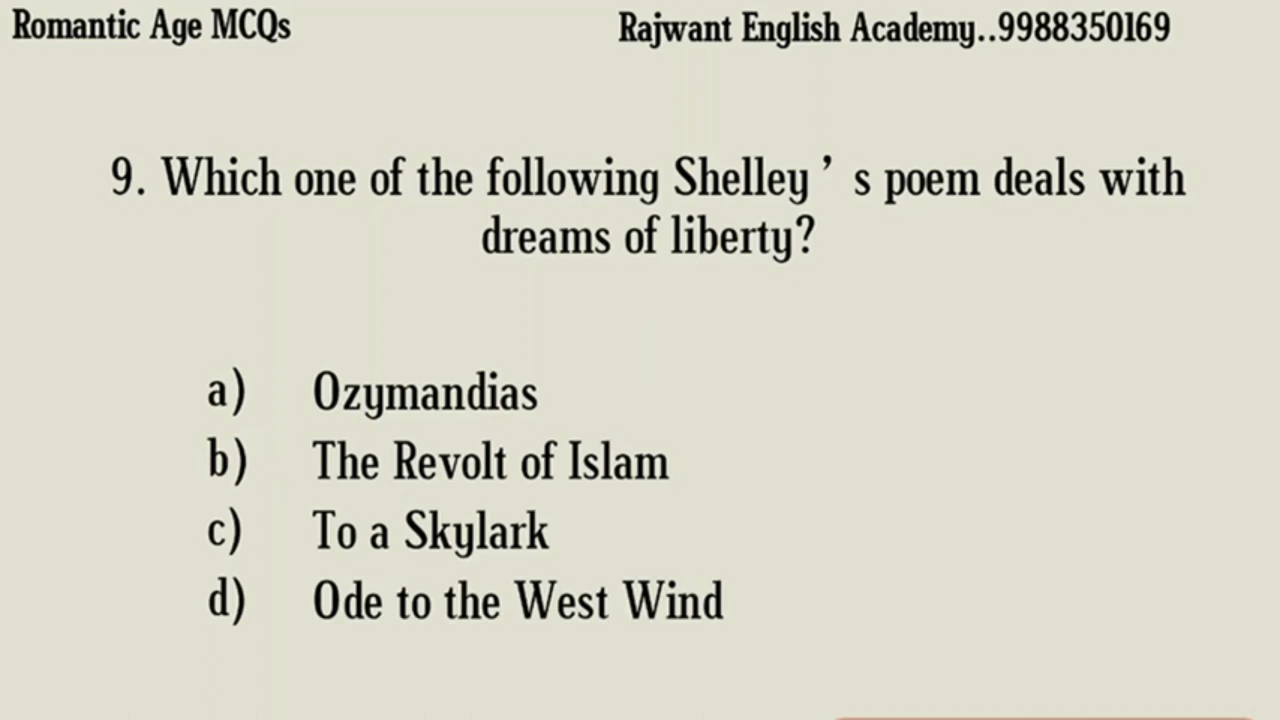 Romantic Age MCQs
Rajwant English Academy..9988350169
9. Which one of the following Shelley ’ s poem deals with
dreams of liberty?
a) Ozymandias
b) The Revolt of Islam
c) To a Skylark
d) Ode to the West Wind